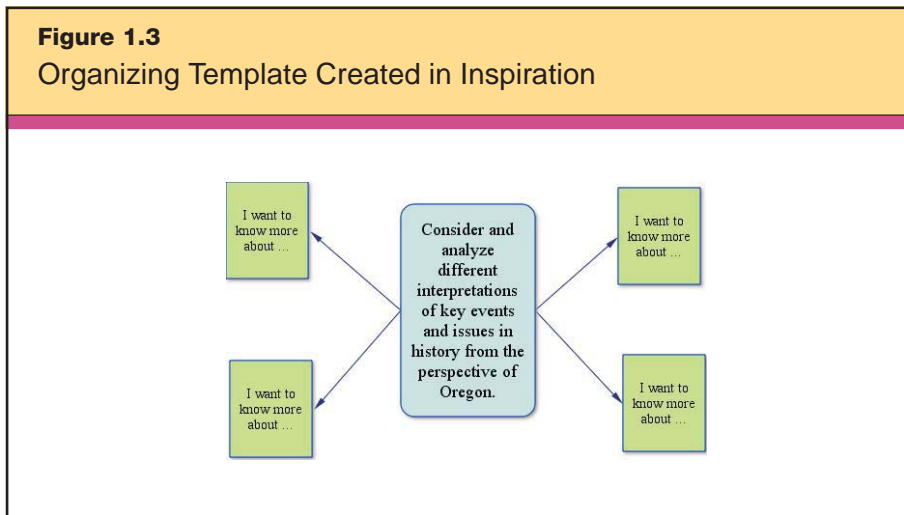 Figure 1.3
Organizing Template Created in Inspiration
I want to
know more
about ...
I want to
know more
about ...
Consider and
analyze
different
interpretations
of key events
and issues in
history from the
perspective of
Oregon.
I want to
know more
about ...
I want to
know more
about ...